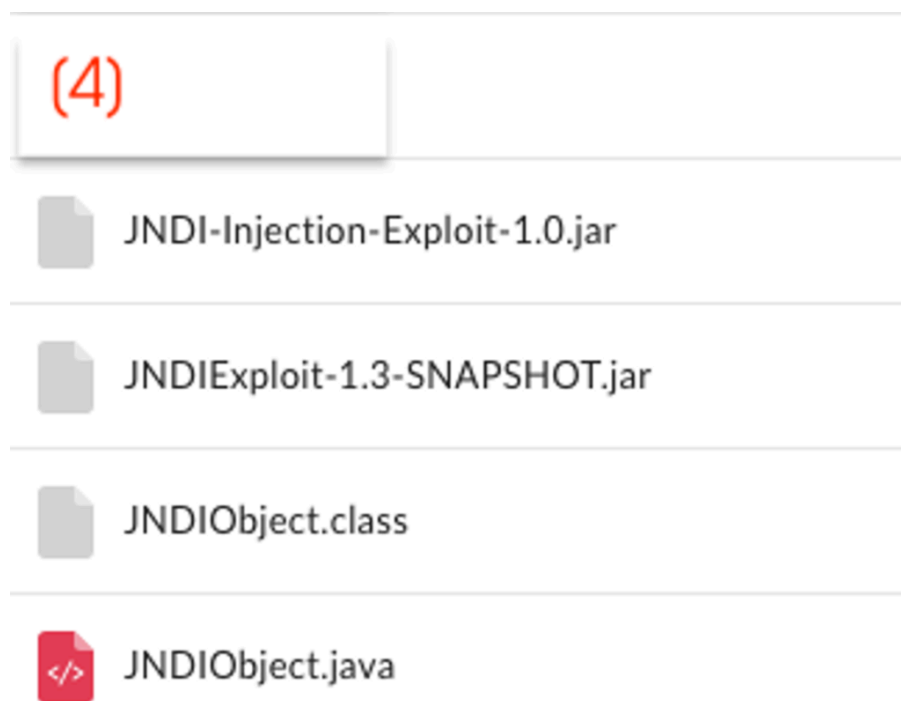 (4)
JNDI-Injection-Exploit-1.0.jar
JNDIExploit-1.3-SNAPSHOT.jar
JNDIObject.class
</> JNDIObject.java